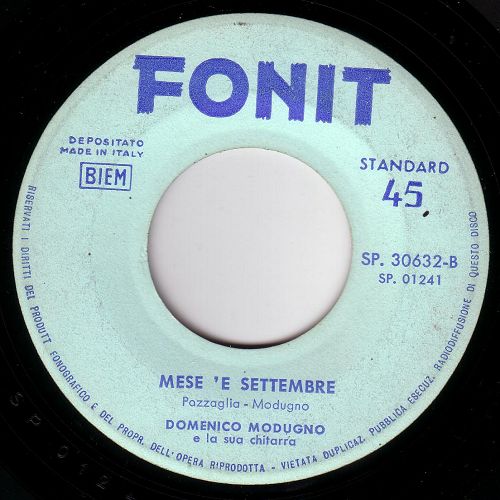 FONIT
DEPOSITATO
MADE IN ITALY
BIEM
STANDARD
45
SP. 30632-B
SP. 01241
MESE 'E SETTEMBRE
Pazzaglia - Modugno
DOMENICO MODUGNO
e la sua chitarra
RISERVATI I DIRITTI DEL PRODUTT FONOGRAFICO E DEL PROPR. DELL'OPERA RIPRODOTTA - VIETATA DUPLICAZ. PUBBLICA ESECUZ. RADIODIFFUSIONE DI QUESTO DISCO